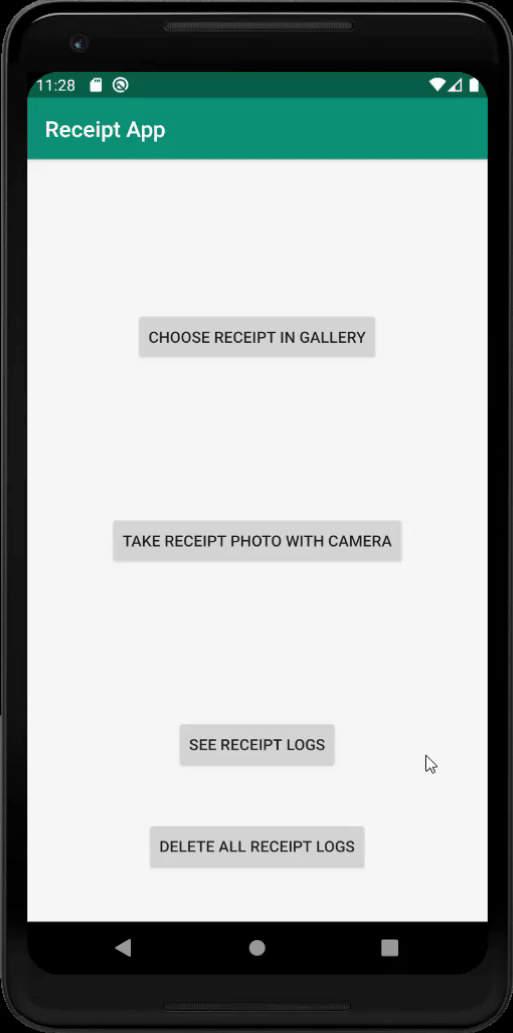 11:28
Receipt App
CHOOSE RECEIPT IN GALLERY
TAKE RECEIPT PHOTO WITH CAMERA
SEE RECEIPT LOGS
DELETE ALL RECEIPT LOGS